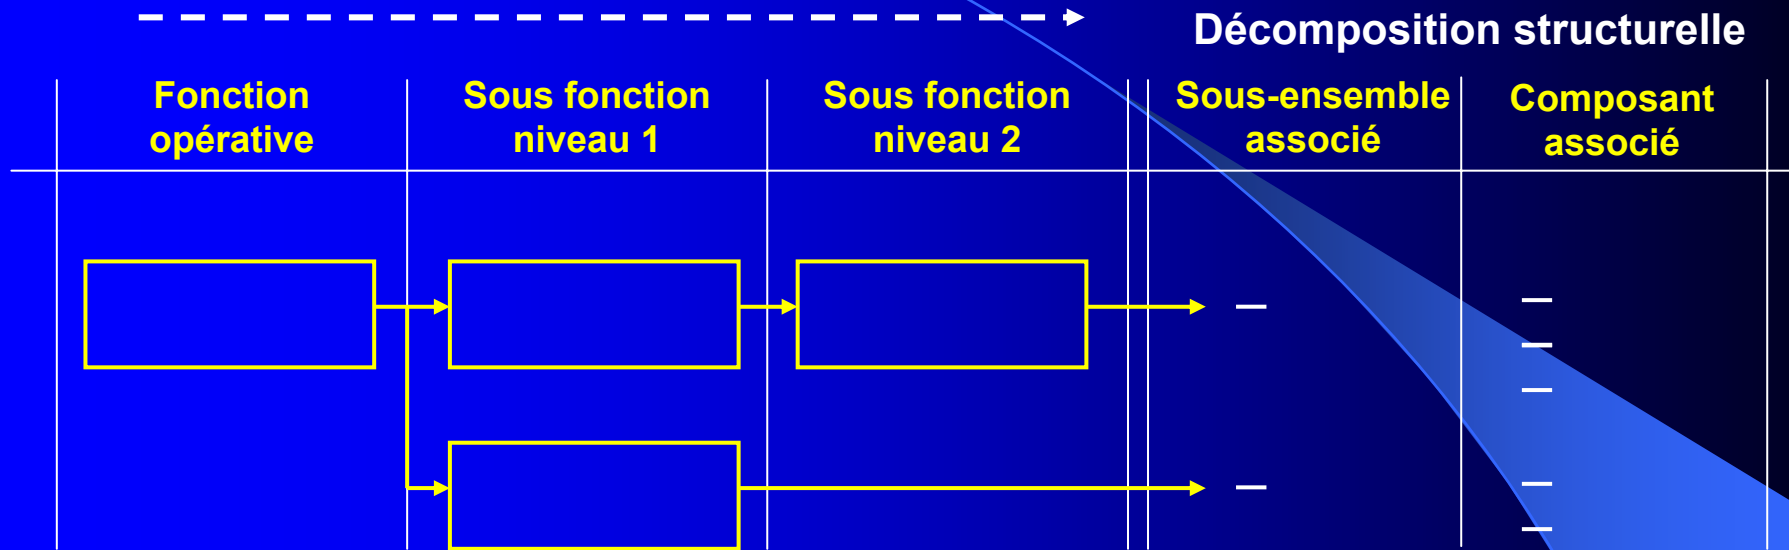 Décomposition structurelle
Fonction
opérative
Sous fonction
niveau 1
Sous fonction
niveau 2
Sous-ensemble
associé
Composant
associé